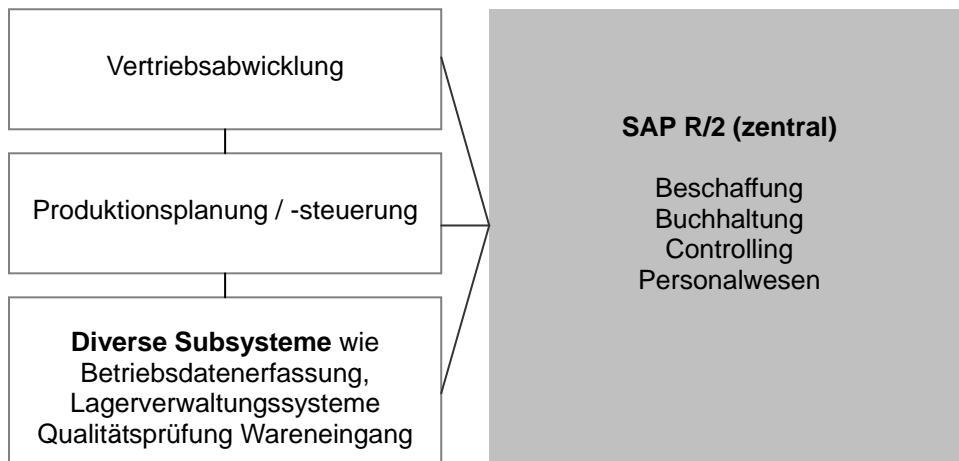 Vertriebsabwicklung
Produktionsplanung / -steuerung
Diverse Subsysteme wie
Betriebsdatenerfassung,
Lagerverwaltungssysteme
Qualitätsprüfung Wareneingang
SAP R/2 (zentral)
Beschaffung
Buchhaltung
Controlling
Personalwesen